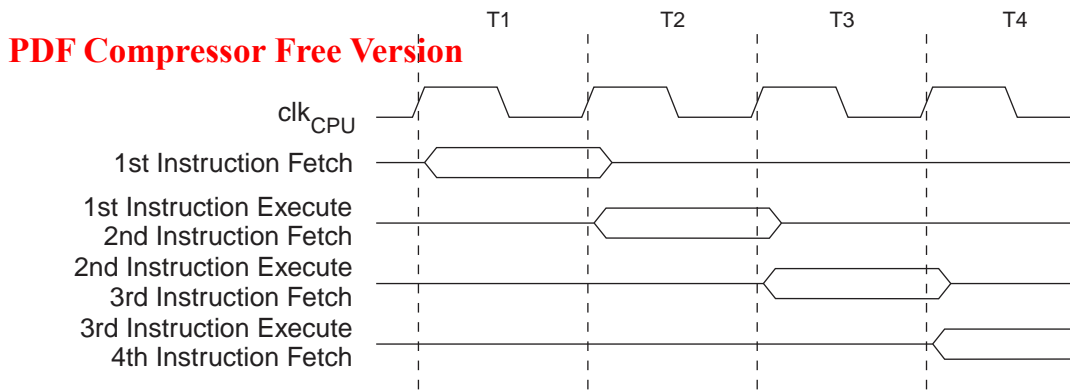 T1 T2 T3 T4
PDF Compressor Free Version
clkCPU
1st Instruction Fetch
1st Instruction Execute
2nd Instruction Fetch
2nd Instruction Execute
3rd Instruction Fetch
3rd Instruction Execute
4th Instruction Fetch